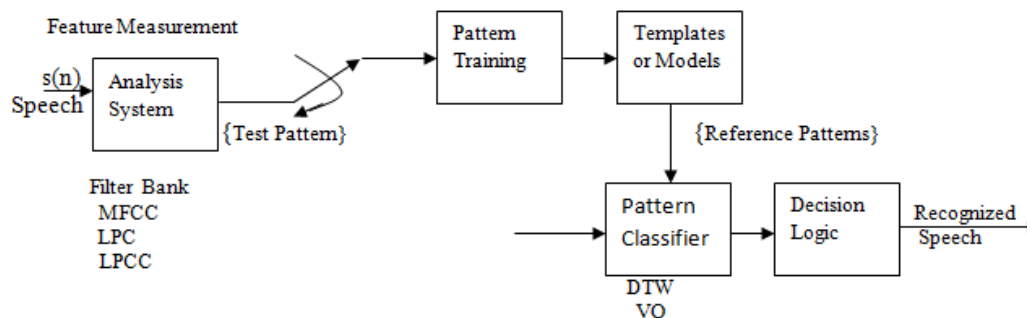 Feature Measurement
s(n)
Speech
Analysis
System
{Test Pattern}
Filter Bank
MFCC
LPC
LPCC
Pattern
Training
Templates
or Models
{Reference Patterns}
Pattern
Classifier
DTW
VQ
Decision
Logic
Recognized
Speech